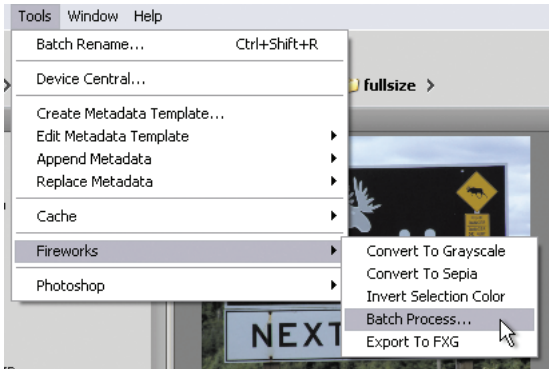 Tools Window Help
Batch Rename... Ctrl+Shift+R
Device Central...
fullsize >
Create Metadata Template...
Edit Metadata Template
Append Metadata
Replace Metadata
Cache
Fireworks
Convert To Grayscale
Convert To Sepia
Photoshop
Invert Selection Color
Batch Process...
Export To FXG
NEXT